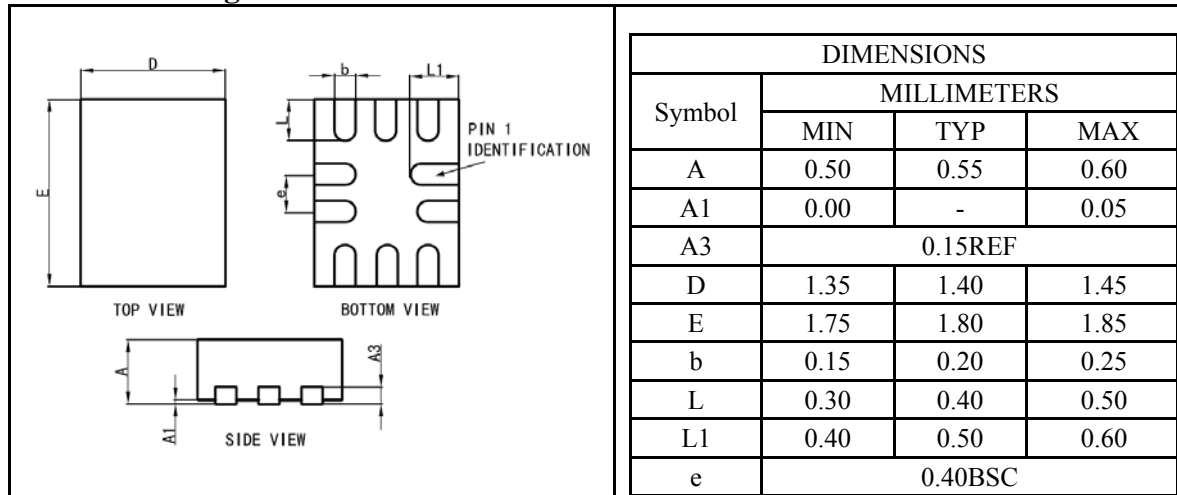 g
D
E
TOP VIEW
b
L1
L
e
PIN 1
IDENTIFICATION
BOTTOM VIEW
A
A1
A3
SIDE VIEW
DIMENSIONS
Symbol MILLIMETERS
MIN TYP MAX
A 0.50 0.55 0.60
A1 0.00 - 0.05
A3 0.15REF
D 1.35 1.40 1.45
E 1.75 1.80 1.85
b 0.15 0.20 0.25
L 0.30 0.40 0.50
L1 0.40 0.50 0.60
e 0.40BSC